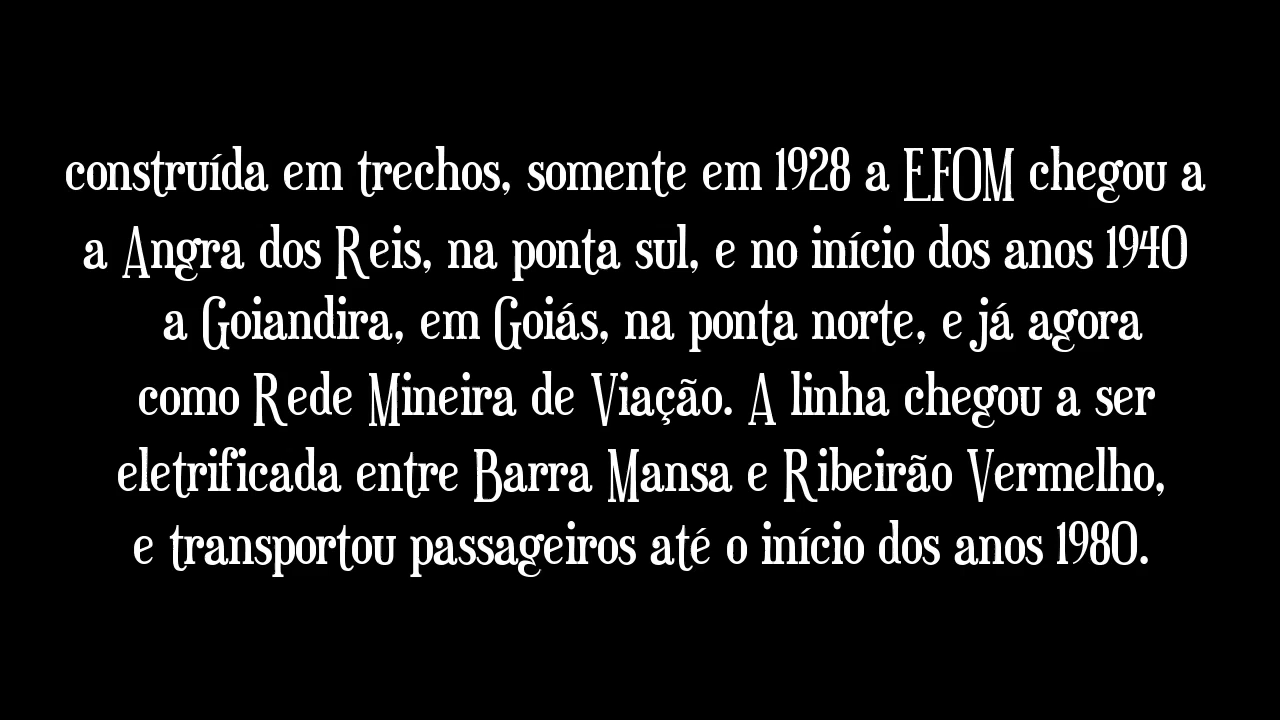 construída em trechos, somente em 1928 a EFOM chegou a
a Angra dos Reis, na ponta sul, e no início dos anos 1940
a Goiandira, em Goiás, na ponta norte, e já agora
como Rede Mineira de Viação. A linha chegou a ser
eletrificada entre Barra Mansa e Ribeirão Vermelho,
e transportou passageiros até o início dos anos 1980.